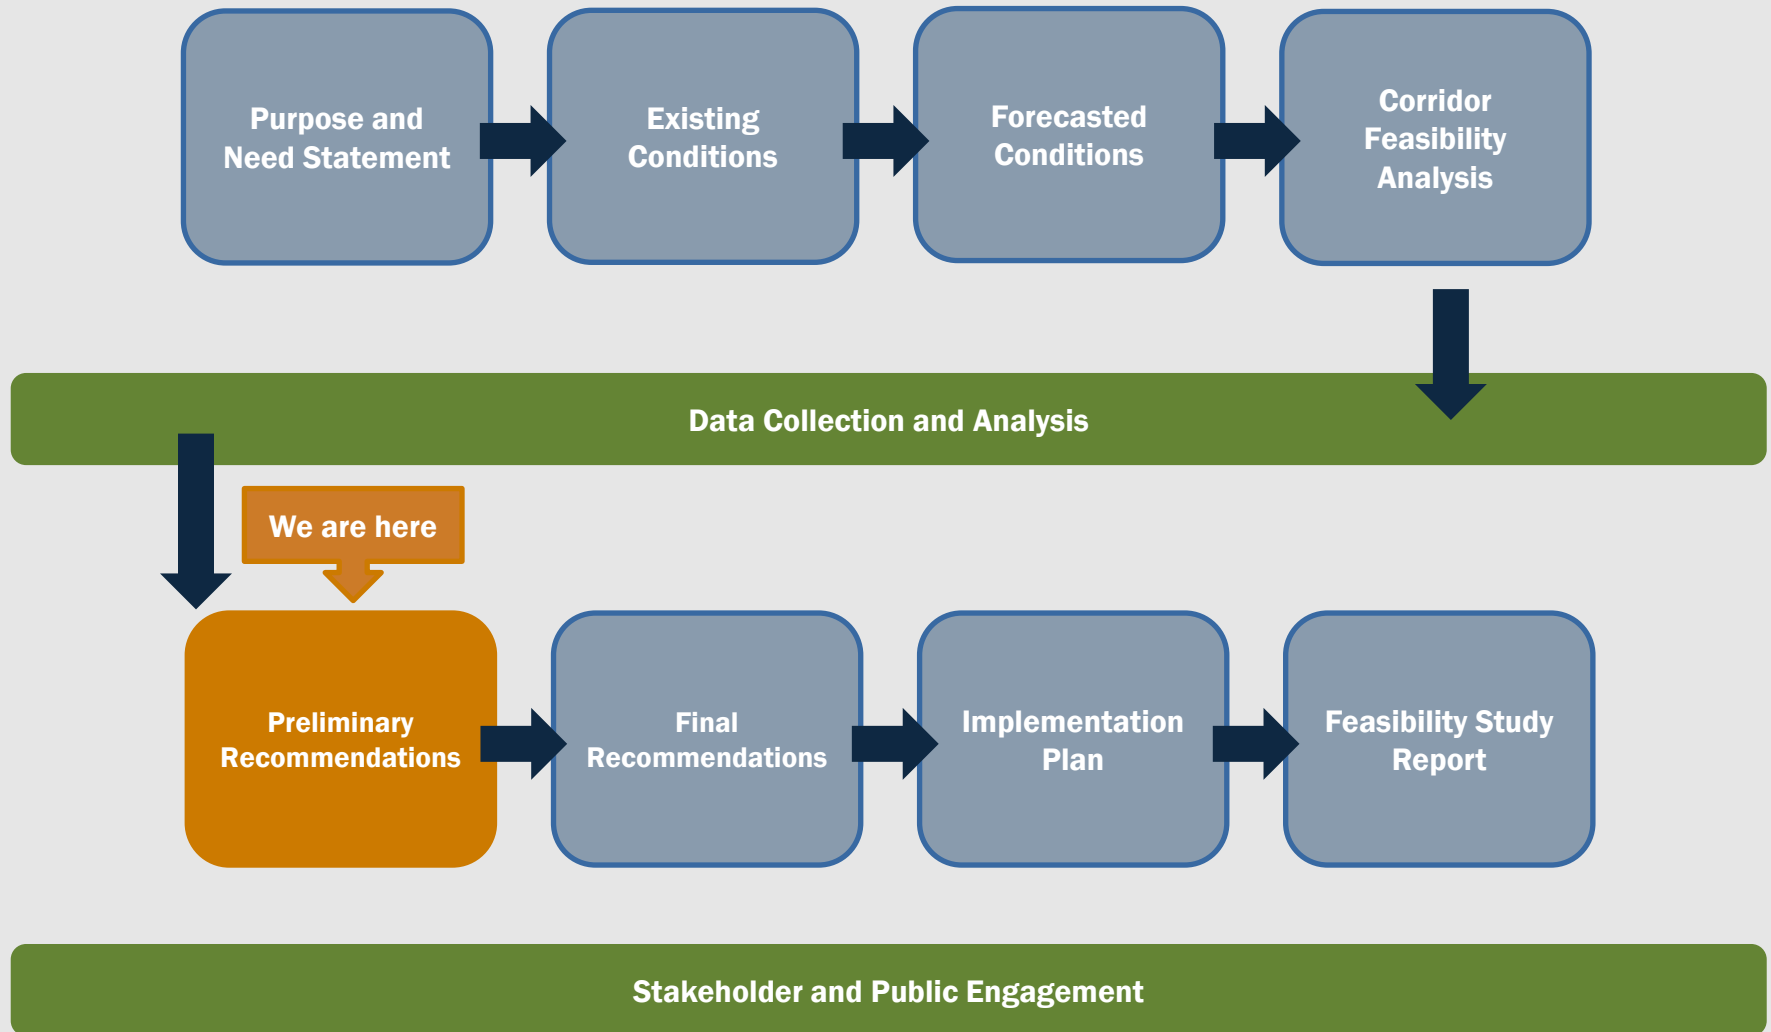 Purpose and
Need Statement
Existing
Conditions
Forecasted
Conditions
Corridor
Feasibility
Analysis
Data Collection and Analysis
We are here
Preliminary
Recommendations
Final
Recommendations
Implementation
Plan
Feasibility Study
Report
Stakeholder and Public Engagement